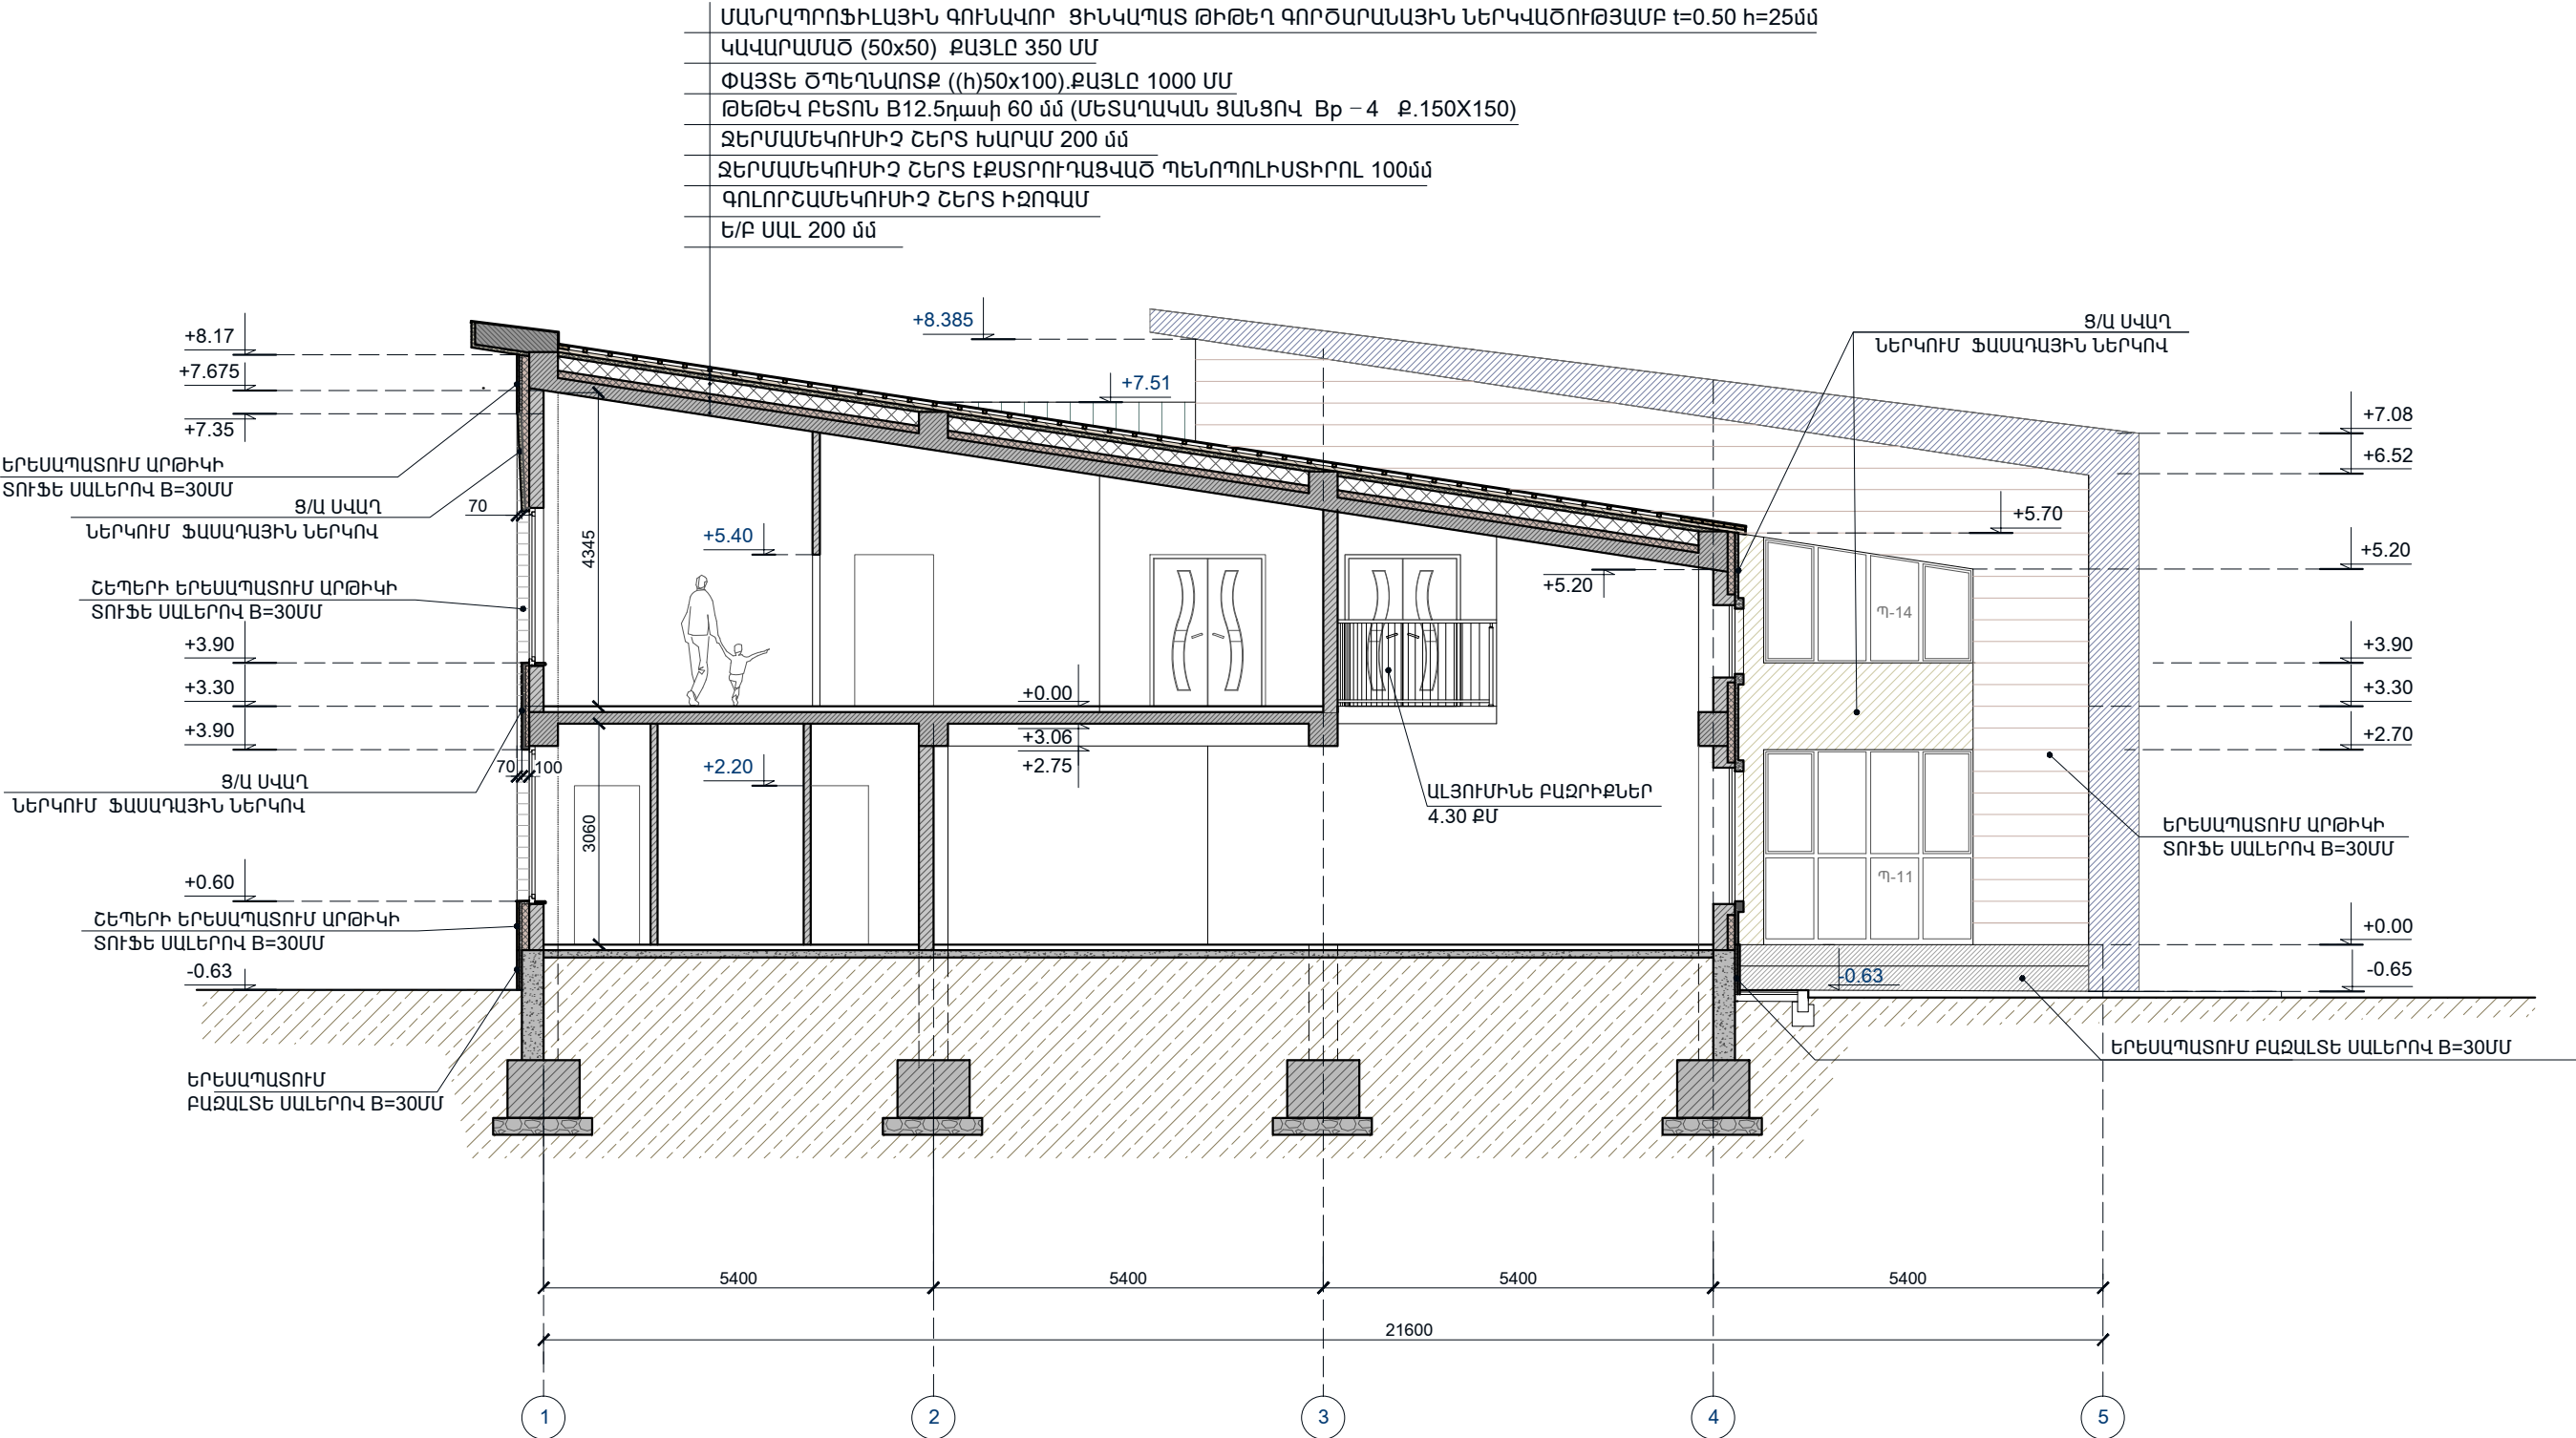 ՄԱՆՐԱՊՐՈՖԻԼԱՅԻՆ ԳՈՒՆԱՎՈՐ ՑԻՆԿԱՊԱՏ ԹԻԹԵՂ ԳՈՐԾԱՐԱՆԱՅԻՆ ՆԵՐԿՎԱԾՈՒԹՅԱՄԲ t=0.50 h=25մմ
ԿԱՎԱՐԱՄԱԾ (50x50) ՔԱՅԼԸ 350 ՄՄ
ՓԱՅՏԵ ԾՊԵՂՆԱՈՏՔ ((h)50x100).ՔԱՅԼԸ 1000 ՄՄ
ԹԵԹԵՎ ԲԵՏՈՆ B12.5դասի 60 մմ (ՄԵՏԱՂԱԿԱՆ ՑԱՆՑՈՎ Bp – 4 Ք.150X150)
ՋԵՐՄԱՄԵԿՈՒՍԻՉ ՇԵՐՏ ԽԱՐԱՄ 200 մմ
ՋԵՐՄԱՄԵԿՈՒՍԻՉ ՇԵՐՏ ԷՔՍՏՐՈՒԴԱՑՎԱԾ ՊԵՆՈՊՈԼԻՍՏԻՐՈԼ 100մմ
ԳՈԼՈՐՇԱՄԵԿՈՒՍԻՉ ՇԵՐՏ ԻԶՈԳԱՄ
Ե/Բ ՍԱԼ 200 մմ
+8.385
Ց/Ա ՍՎԱՂ
ՆԵՐԿՈՒՄ ՖԱՍԱԴԱՅԻՆ ՆԵՐԿՈՎ
+8.17
+7.675
+7.35
+7.51
+7.08
+6.52
ԵՐԵՍԱՊԱՏՈՒՄ ԱՐԹԻԿԻ
ՏՈՒՖԵ ՍԱԼԵՐՈՎ B=30ՄՄ
Ց/Ա ՍՎԱՂ
ՆԵՐԿՈՒՄ ՖԱՍԱԴԱՅԻՆ ՆԵՐԿՈՎ
70
4345
+5.40
+5.70
+5.20
+5.20
ՇԵՊԵՐԻ ԵՐԵՍԱՊԱՏՈՒՄ ԱՐԹԻԿԻ
ՏՈՒՖԵ ՍԱԼԵՐՈՎ B=30ՄՄ
Պ-14
+3.90
+3.30
+3.90
+0.00
+3.06
+2.75
+3.90
+3.30
+2.70
70
100
+2.20
Ց/Ա ՍՎԱՂ
ՆԵՐԿՈՒՄ ՖԱՍԱԴԱՅԻՆ ՆԵՐԿՈՎ
3060
ԱԼՅՈՒՄԻՆԵ ԲԱԶՐԻՔՆԵՐ
4.30 ՔՄ
ԵՐԵՍԱՊԱՏՈՒՄ ԱՐԹԻԿԻ
ՏՈՒՖԵ ՍԱԼԵՐՈՎ B=30ՄՄ
Պ-11
+0.60
ՇԵՊԵՐԻ ԵՐԵՍԱՊԱՏՈՒՄ ԱՐԹԻԿԻ
ՏՈՒՖԵ ՍԱԼԵՐՈՎ B=30ՄՄ
-0.63
+0.00
-0.65
-0.63
ԵՐԵՍԱՊԱՏՈՒՄ
ԲԱԶԱԼՏԵ ՍԱԼԵՐՈՎ B=30ՄՄ
ԵՐԵՍԱՊԱՏՈՒՄ ԲԱԶԱԼՏԵ ՍԱԼԵՐՈՎ B=30ՄՄ
5400 5400 5400 5400
21600
1 2 3 4 5